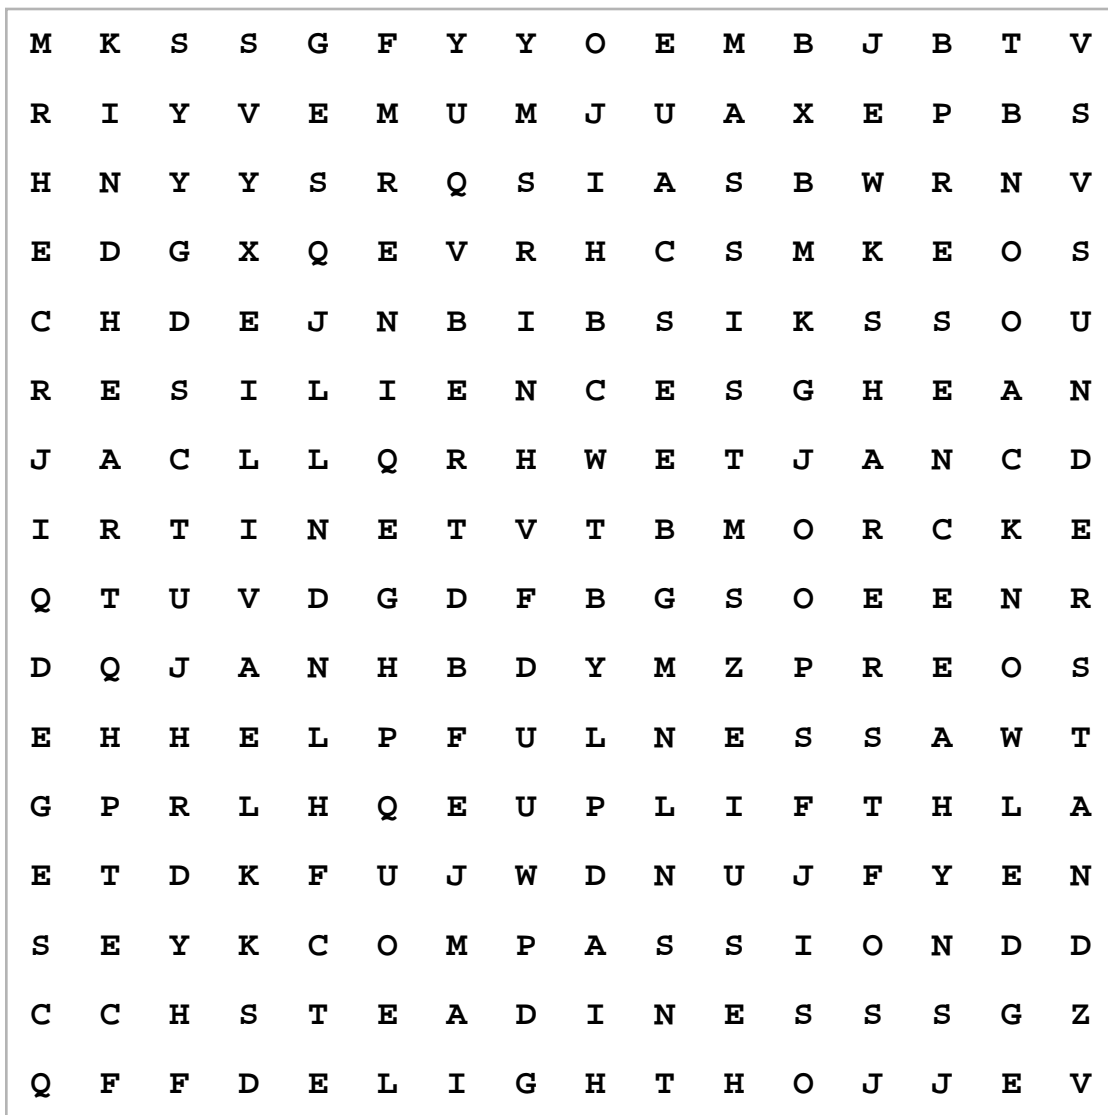 M K S S G F Y Y O E M B J B T V
R I Y V E M U M J U A X E P B S
H N Y Y S R Q S I A S B W R N V
E D G X Q E V R H C S M K E O S
C H D E J N B I B S I K S S O U
R E S I L I E N C E S G H E A N
J A C L L Q R H W E T J A N C D
I R T I N E T V T B M O R C K E
Q T U V D G D F B G S O E E N R
D Q J A N H B D Y M Z P R E O S
E H H E L P F U L N E S S A W T
G P R L H Q E U P L I F T H L A
E T D K F U J W D N U J F Y E N
S E Y K C O M P A S S I O N D D
C C H S T E A D I N E S S S G Z
Q F F D E L I G H T H O J J E V